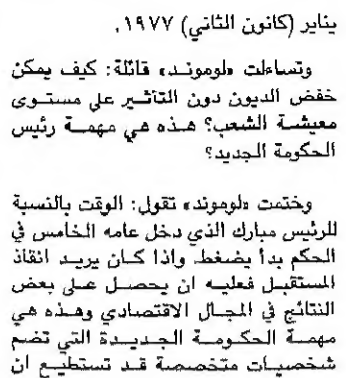 يناير (كانون الثاني) ١٩٧٧.
وتساءلت «لوموند» قائلة: كيف يمكن
خفض الديون دون التأثير على مستوى
معيشة الشعب؟ هذه هي مهمة رئيس
الحكومة الجديد؟
وختمت «لوموند» تقول: الوقت بالنسبة
للرئيس مبارك الذي دخل عامه الخامس في
الحكم بدأ يضغط. واذا كان يريد انقاذ
المستقبل فعليه ان يحصل على بعض
النتائج في المجال الاقتصادي وهذه هي
مهمة الحكومة الجديدة التي تضم
شخصيات متخصصة قد تستطيع ان